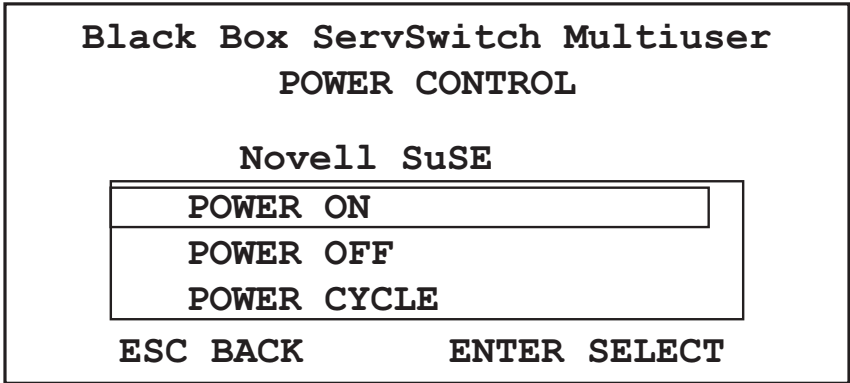 Black Box ServSwitch Multiuser
POWER CONTROL
Novell SuSE
POWER ON
POWER OFF
POWER CYCLE
ESC BACK ENTER SELECT